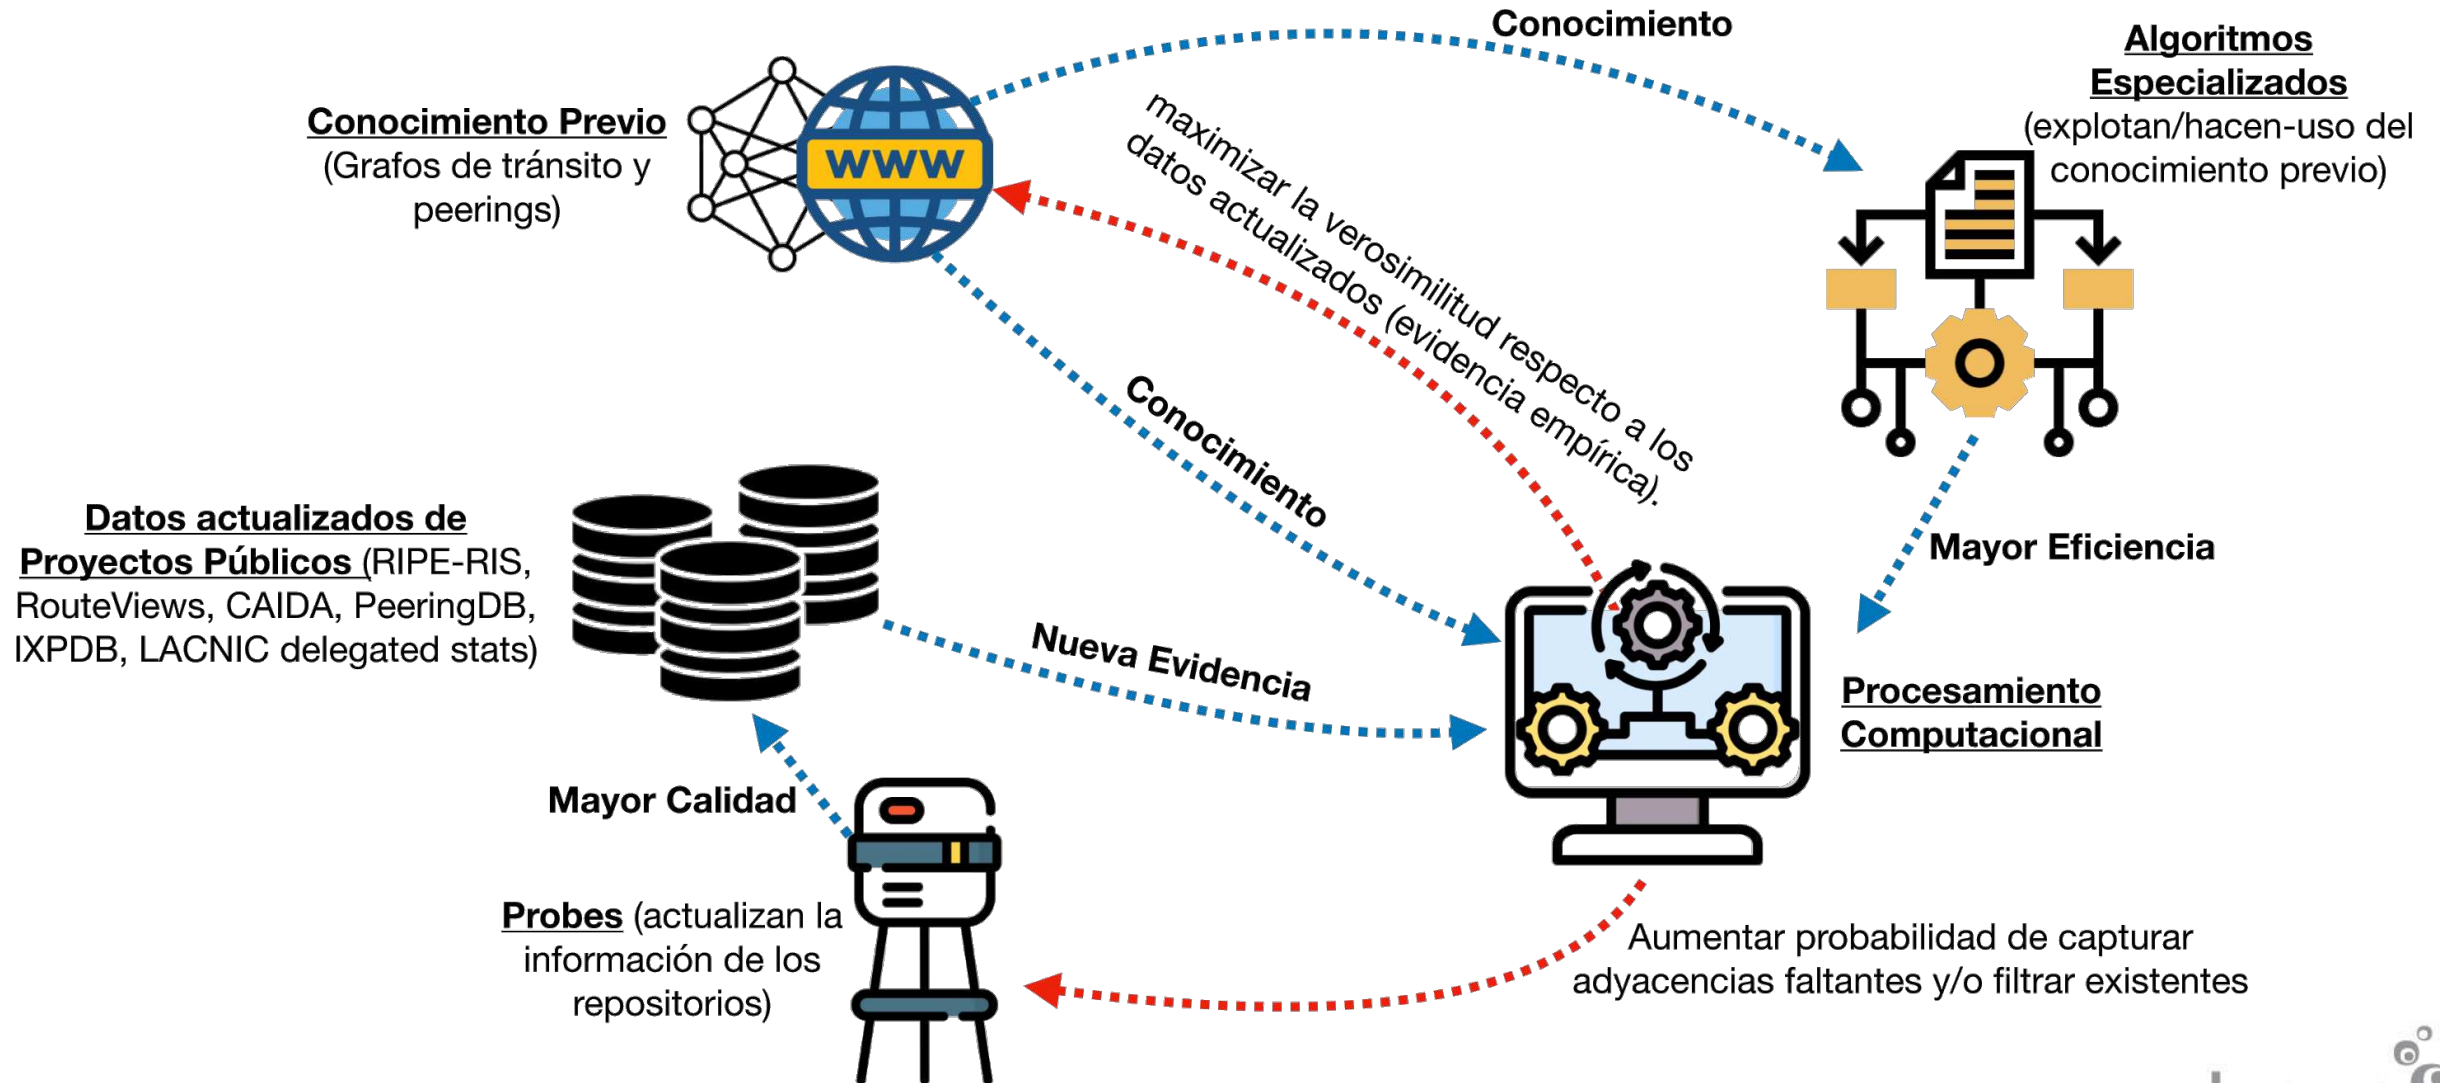 Conocimiento
Algoritmos
Especializados
(explotan/hacen-uso del
conocimiento previo)
Conocimiento Previo
(Grafos de tránsito y
peerings)
WWW
maximizar la verosimilitud respecto a los
datos actualizados (evidencia empírica).
Conocimiento
Mayor Eficiencia
Datos actualizados de
Proyectos Públicos (RIPE-RIS,
RouteViews, CAIDA, PeeringDB,
IXPDB, LACNIC delegated stats)
Nueva Evidencia
Procesamiento
Computacional
Mayor Calidad
Probes (actualizan la
información de los
repositorios)
Aumentar probabilidad de capturar
adyacencias faltantes y/o filtrar existentes